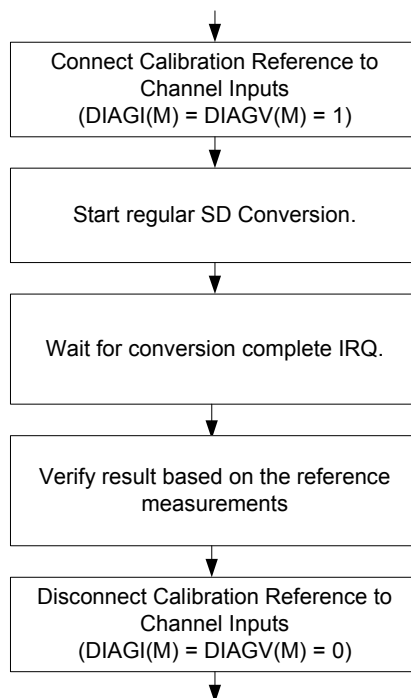 Connect Calibration Reference to
Channel Inputs
(DIAGI(M) = DIAGV(M) = 1)
Start regular SD Conversion.
Wait for conversion complete IRQ.
Verify result based on the reference
measurements
Disconnect Calibration Reference to
Channel Inputs
(DIAGI(M) = DIAGV(M) = 0)